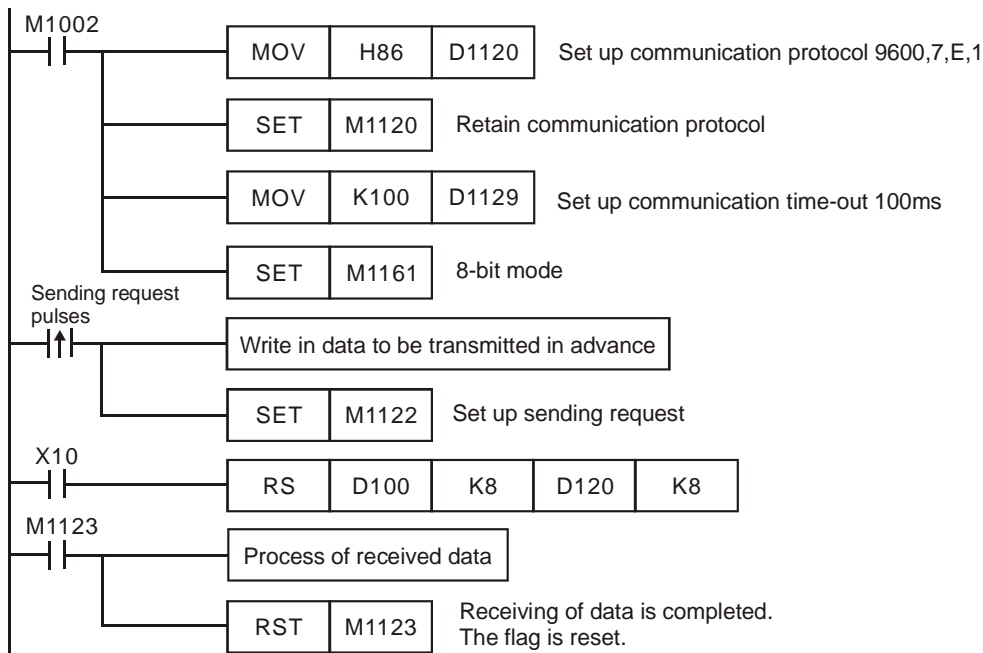 M1002
MOV H86 D1120 Set up communication protocol 9600,7,E,1
SET M1120 Retain communication protocol
MOV K100 D1129 Set up communication time-out 100ms
SET M1161 8-bit mode
Sending request
pulses
Write in data to be transmitted in advance
SET M1122 Set up sending request
X10
RS D100 K8 D120 K8
M1123
Process of received data
RST M1123 Receiving of data is completed.
The flag is reset.